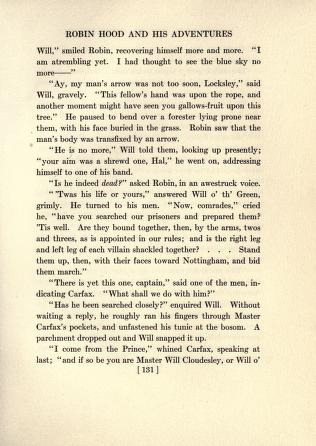 ROBIN HOOD AND HIS ADVENTURES
Will," smiled Robin, recovering himself more and more. "I
am atrembling yet. I had thought to see the blue sky no
more——"
"Ay, my man's arrow was not too soon, Locksley," said
Will, gravely. "This fellow's hand was upon the rope, and
another moment might have seen you gallows-fruit upon this
tree." He paused to bend over a forester lying prone near
them, with his face buried in the grass. Robin saw that the
man's body was transfixed by an arrow.
"He is no more," Will told them, looking up presently;
"your aim was a shrewd one, Hal," he went on, addressing
himself to one of his band.
"Is he indeed dead?" asked Robin, in an awestruck voice.
"'Twas his life or yours," answered Will o' th' Green,
grimly. He turned to his men. "Now, comrades," cried
he, "have you searched our prisoners and prepared them?
'Tis well. Are they bound together, then, by the arms, twos
and threes, as is appointed in our rules; and is the right leg
and left leg of each villain shackled together? . . . Stand
them up, then, with their faces toward Nottingham, and bid
them march."
"There is yet this one, captain," said one of the men, in-
dicating Carfax. "What shall we do with him?"
"Has he been searched closely?" enquired Will. Without
waiting a reply, he roughly ran his fingers through Master
Carfax's pockets, and unfastened his tunic at the bosom. A
parchment dropped out and Will snapped it up.
"I come from the Prince," whined Carfax, speaking at
last; "and if so be you are Master Will Cloudesley, or Will o'
[ 131 ]